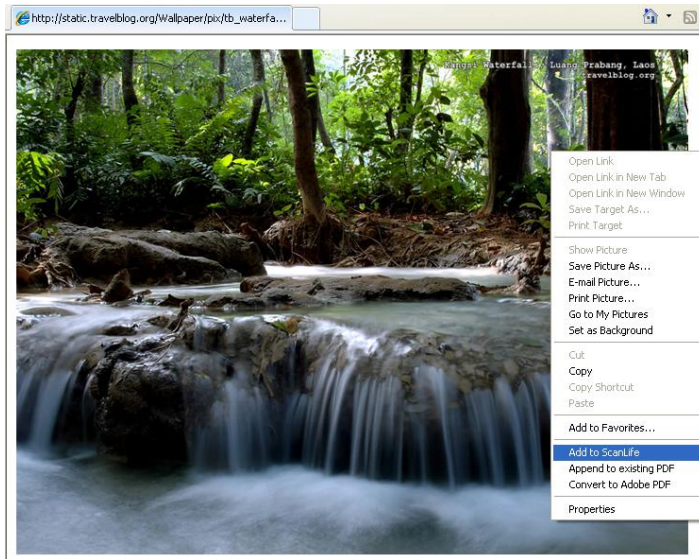 http://static.travelblog.org/Wallpaper/pix/tb_waterfa...
Kangsi Waterfalls, Luang Prabang, Laos
travelblog.org
Open Link
Open Link in New Tab
Open Link in New Window
Save Target As...
Print Target
Show Picture
Save Picture As...
E-mail Picture...
Print Picture...
Go to My Pictures
Set as Background
Cut
Copy
Copy Shortcut
Paste
Add to Favorites...
Add to ScanLife
Append to existing PDF
Convert to Adobe PDF
Properties